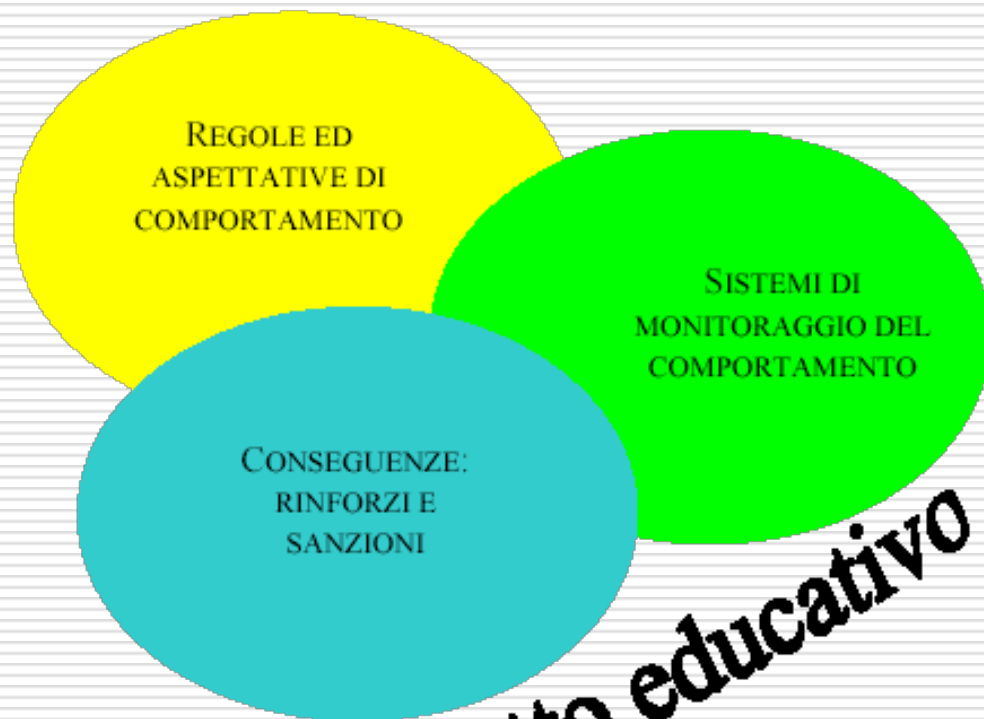 REGOLE ED
ASPETTATIVE DI
COMPORTAMENTO
SISTEMI DI
MONITORAGGIO DEL
COMPORTAMENTO
CONSEGUENZE:
RINFORZI E
SANZIONI
educativo